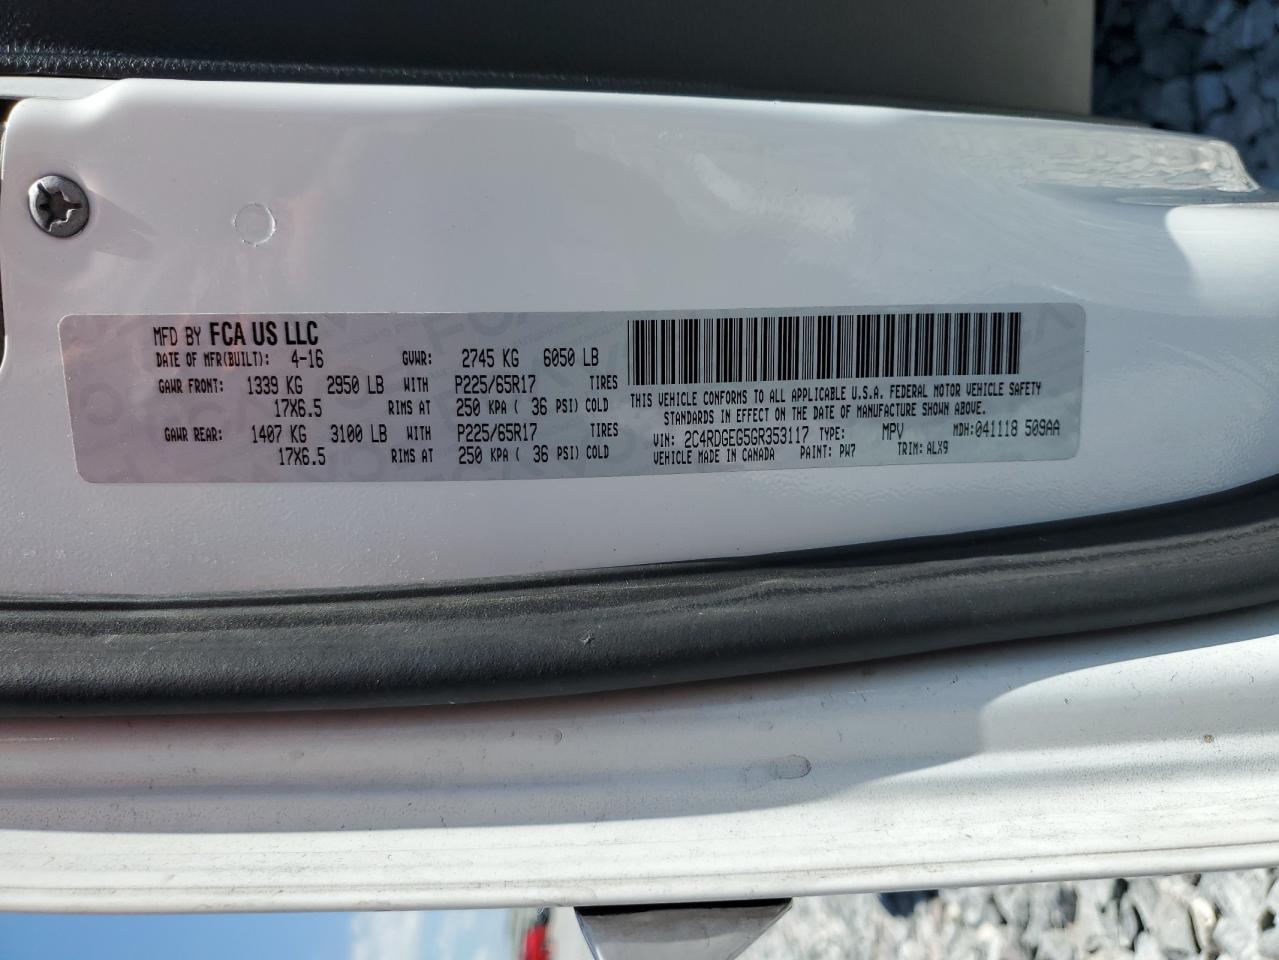 MFD BY FCA US LLC
DATE OF MFR(BUILT): 4-16 GVWR: 2745 KG 6050 LB
GAWR FRONT: 1339 KG 2950 LB WITH P225/65R17 TIRES
17X6.5 RIMS AT 250 KPA ( 36 PSI) COLD
GAWR REAR: 1407 KG 3100 LB WITH P225/65R17 TIRES
17X6.5 RIMS AT 250 KPA ( 36 PSI) COLD
THIS VEHICLE CONFORMS TO ALL APPLICABLE U.S.A. FEDERAL MOTOR VEHICLE SAFETY
STANDARDS IN EFFECT ON THE DATE OF MANUFACTURE SHOWN ABOVE.
VIN: 2C4RDGEG5GR353117 TYPE: MPV MDH: 041118 509AA
VEHICLE MADE IN CANADA PAINT: PW7 TRIM: ALX9